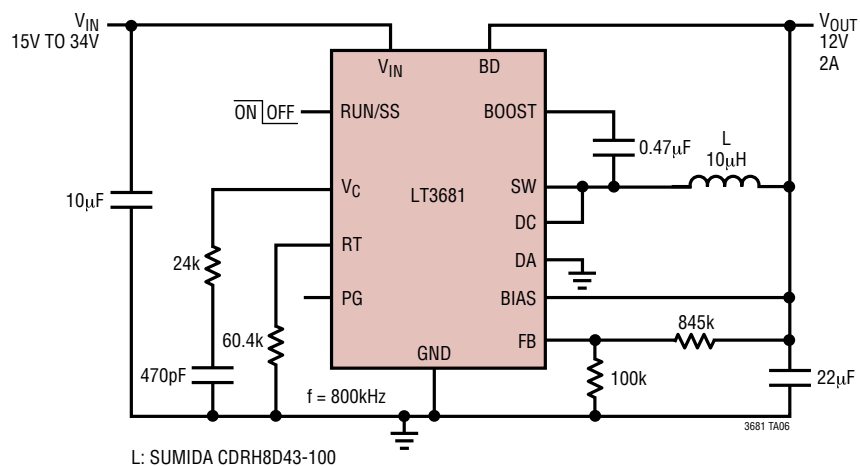 VIN
15V TO 34V
VOUT
12V
2A
VIN
BD
ON OFF
RUN/SS
BOOST
0.47µF
L
10µH
10µF
VC
LT3681
SW
DC
24k
RT
DA
PG
BIAS
60.4k
FB
845k
470pF
GND
f = 800kHz
100k
22µF
3681 TA06
L: SUMIDA CDRH8D43-100